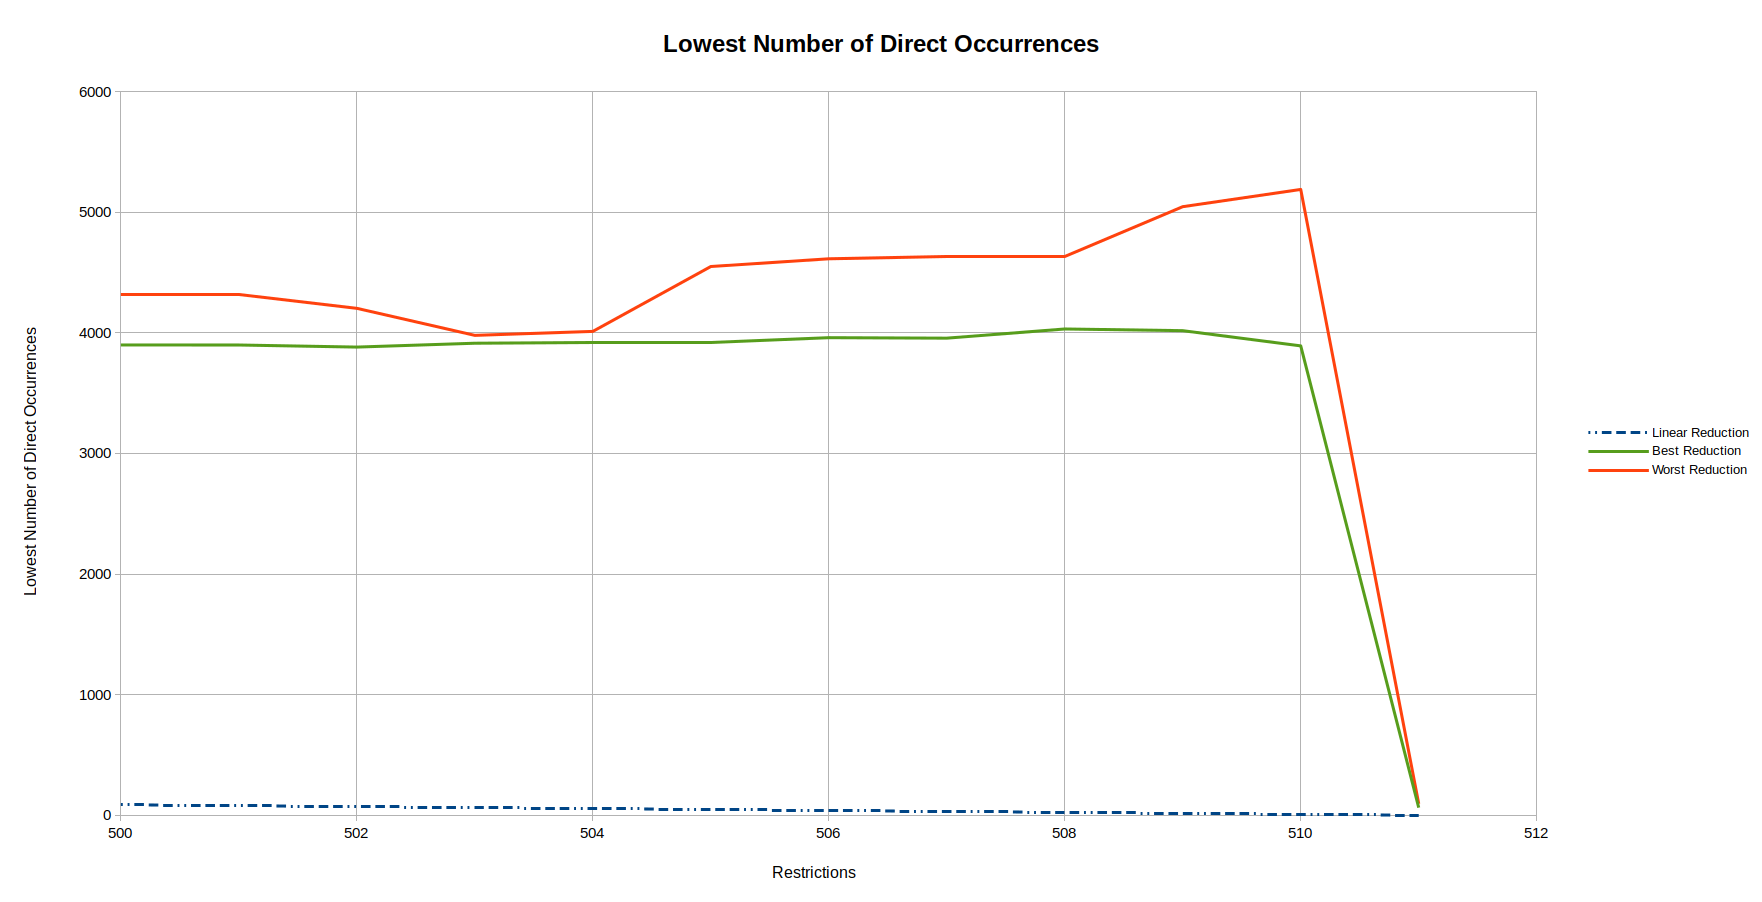 Lowest Number of Direct Occurrences
6000
5000
4000
3000
2000
1000
0
Lowest Number of Direct Occurrences
500
502
504
506
508
510
512
Restrictions
Linear Reduction
Best Reduction
Worst Reduction